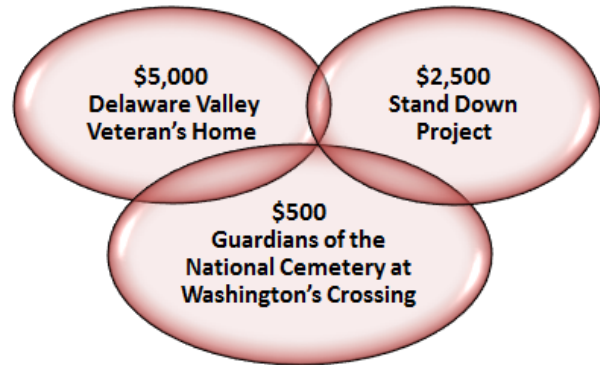 $5,000
Delaware Valley
Veteran's Home
$2,500
Stand Down
Project
$500
Guardians of the
National Cemetery at
Washington's Crossing